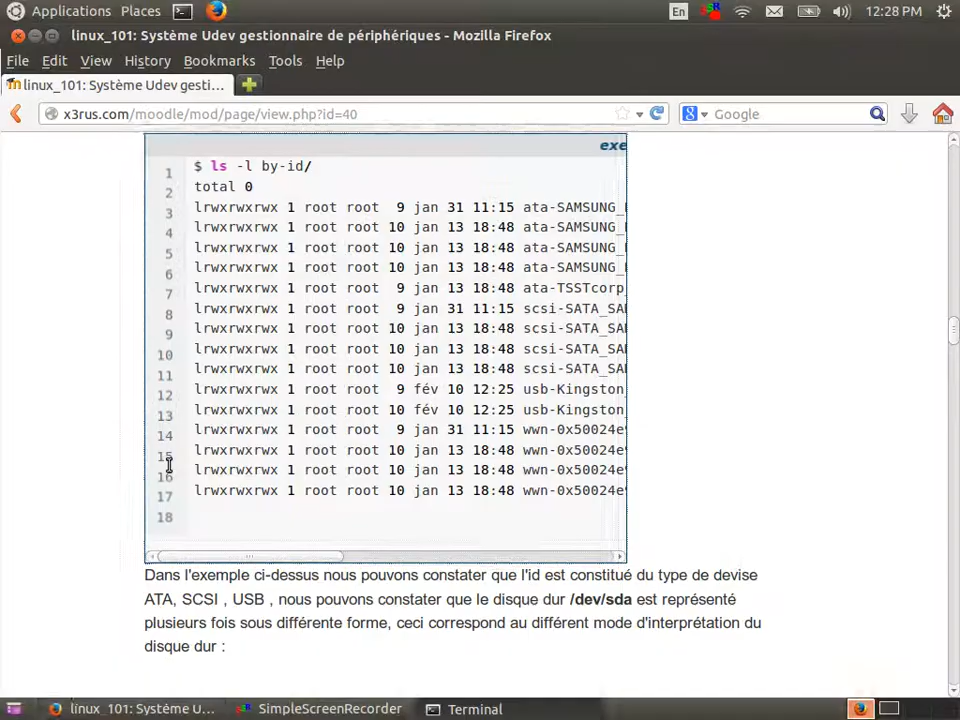 Applications Places En 12:28 PM
linux_101: Système Udev gestionnaire de périphériques - Mozilla Firefox
File Edit View History Bookmarks Tools Help
linux_101: Système Udev gesti...
x3rus.com/moodle/mod/page/view.php?id=40 Google
exe
1 $ ls -l by-id/
2 total 0
3 lrwxrwxrwx 1 root root 9 jan 31 11:15 ata-SAMSUNG_
4 lrwxrwxrwx 1 root root 10 jan 13 18:48 ata-SAMSUNG_
5 lrwxrwxrwx 1 root root 10 jan 13 18:48 ata-SAMSUNG_
6 lrwxrwxrwx 1 root root 10 jan 13 18:48 ata-SAMSUNG_
7 lrwxrwxrwx 1 root root 9 jan 13 18:48 ata-TSSTcorp_
8 lrwxrwxrwx 1 root root 9 jan 31 11:15 scsi-SATA_SA
9 lrwxrwxrwx 1 root root 10 jan 13 18:48 scsi-SATA_SA
10 lrwxrwxrwx 1 root root 10 jan 13 18:48 scsi-SATA_SA
11 lrwxrwxrwx 1 root root 10 jan 13 18:48 scsi-SATA_SA
12 lrwxrwxrwx 1 root root 9 fév 10 12:25 usb-Kingston_
13 lrwxrwxrwx 1 root root 10 fév 10 12:25 usb-Kingston_
14 lrwxrwxrwx 1 root root 9 jan 31 11:15 wwn-0x50024e
15 lrwxrwxrwx 1 root root 10 jan 13 18:48 wwn-0x50024e
16 lrwxrwxrwx 1 root root 10 jan 13 18:48 wwn-0x50024e
17 lrwxrwxrwx 1 root root 10 jan 13 18:48 wwn-0x50024e
18
Dans l'exemple ci-dessus nous pouvons constater que l'id est constitué du type de devise
ATA, SCSI , USB , nous pouvons constater que le disque dur /dev/sda est représenté
plusieurs fois sous différente forme, ceci correspond au différent mode d'interprétation du
disque dur :
linux_101: Système U... SimpleScreenRecorder Terminal